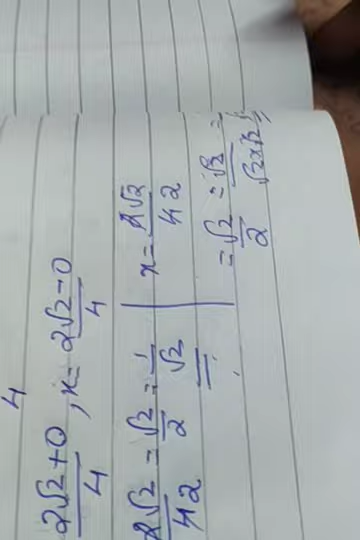 4
2√2+0/4 , x = 2√2-0/4
2√2/42 = √2/2 = 1/√2 | x = 2√2/42
= √2/2 = √2/√2×√2 =